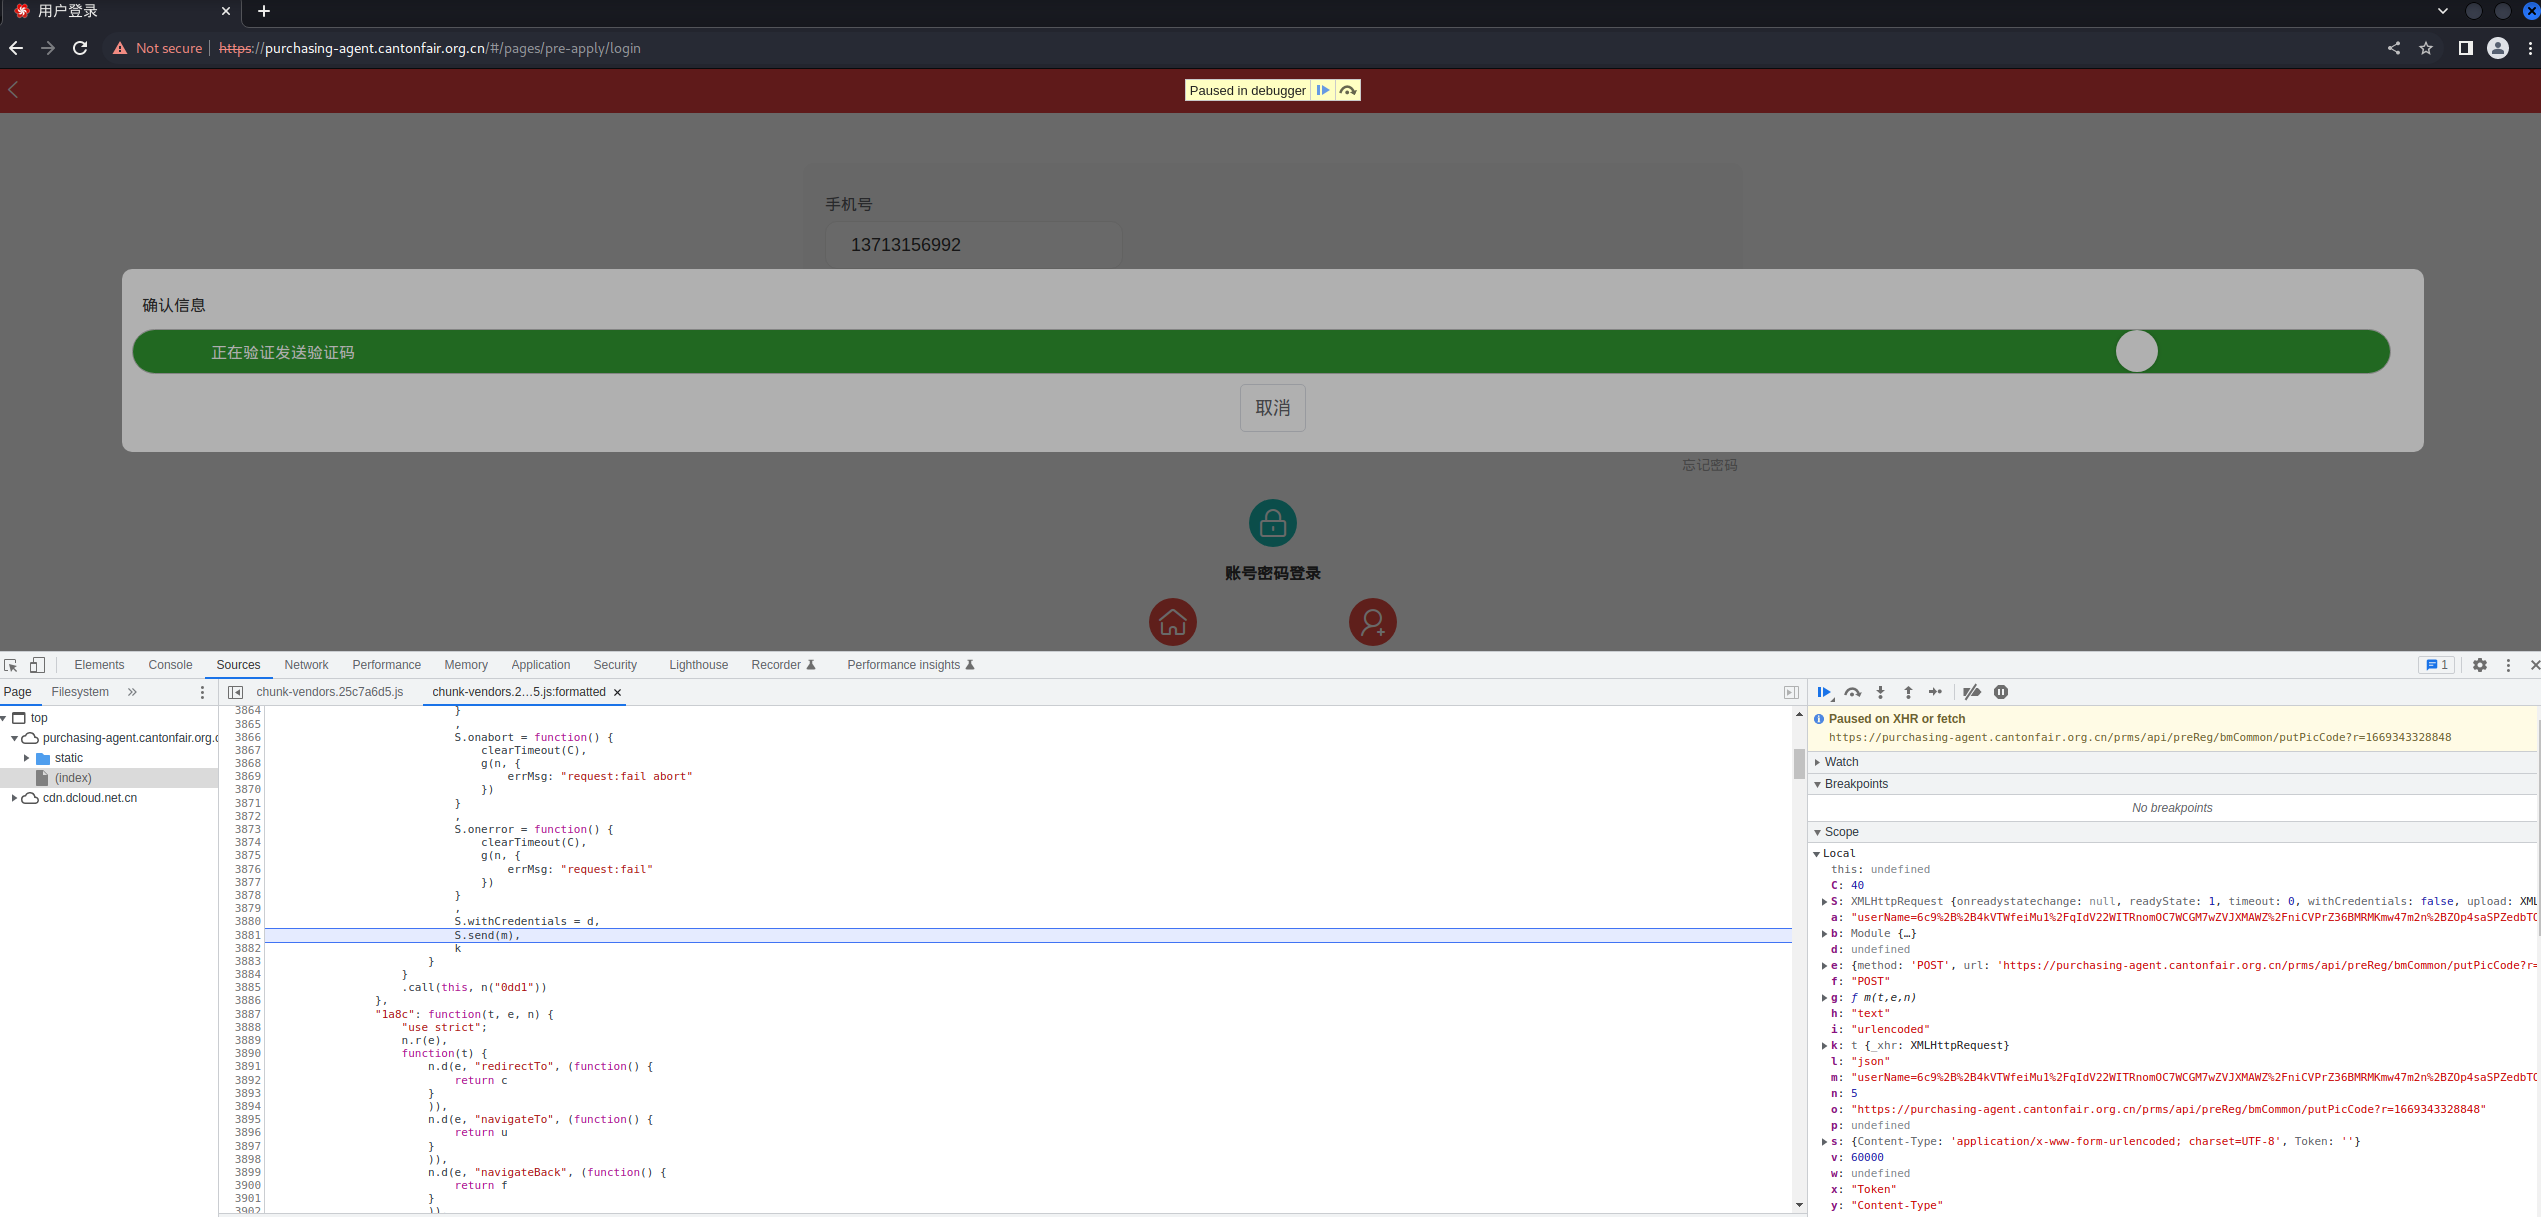 用户登录
Not secure https://purchasing-agent.cantonfair.org.cn/#/pages/pre-apply/login
Paused in debugger
手机号
13713156992
确认信息
正在验证发送验证码
取消
忘记密码
账号密码登录
Elements Console Sources Network Performance Memory Application Security Lighthouse Recorder Performance insights 1
Page Filesystem
chunk-vendors.25c7a6d5.js chunk-vendors.2...5.js:formatted
top
purchasing-agent.cantonfair.org.c
static
(index)
cdn.dcloud.net.cn
3864 }
3865 ,
3866 S.onabort = function() {
3867 clearTimeout(C),
3868 g(n, {
3869 errMsg: "request:fail abort"
3870 })
3871 }
3872 ,
3873 S.onerror = function() {
3874 clearTimeout(C),
3875 g(n, {
3876 errMsg: "request:fail"
3877 })
3878 }
3879 ,
3880 S.withCredentials = d,
3881 S.send(m),
3882 k
3883 }
3884 }
3885 .call(this, n("0dd1"))
3886 },
3887 "1a8c": function(t, e, n) {
3888 "use strict";
3889 n.r(e),
3890 function(t) {
3891 n.d(e, "redirectTo", (function() {
3892 return c
3893 }
3894 )),
3895 n.d(e, "navigateTo", (function() {
3896 return u
3897 }
3898 )),
3899 n.d(e, "navigateBack", (function() {
3900 return f
3901 }
3902 ))
Paused on XHR or fetch
https://purchasing-agent.cantonfair.org.cn/prms/api/preReg/bmCommon/putPicCode?r=1669343328848
Watch
Breakpoints
No breakpoints
Scope
Local
this: undefined
C: 40
S: XMLHttpRequest {onreadystatechange: null, readyState: 1, timeout: 0, withCredentials: false, upload: XML
a: "userName=6c9%2B%2B4kVTWfeiMu1%2FqIdV22WITRnomOC7WCGM7wZVJXMAWZ%2FniCVPrZ36BMRMKmw47m2n%2BZOp4saSPZedbTO
b: Module {…}
d: undefined
e: {method: 'POST', url: 'https://purchasing-agent.cantonfair.org.cn/prms/api/preReg/bmCommon/putPicCode?r=
f: "POST"
g: ƒ m(t,e,n)
h: "text"
i: "urlencoded"
k: t {_xhr: XMLHttpRequest}
l: "json"
m: "userName=6c9%2B%2B4kVTWfeiMu1%2FqIdV22WITRnomOC7WCGM7wZVJXMAWZ%2FniCVPrZ36BMRMKmw47m2n%2BZOp4saSPZedbTO
n: 5
o: "https://purchasing-agent.cantonfair.org.cn/prms/api/preReg/bmCommon/putPicCode?r=1669343328848"
p: undefined
s: {Content-Type: 'application/x-www-form-urlencoded; charset=UTF-8', Token: ''}
v: 60000
w: undefined
x: "Token"
y: "Content-Type"